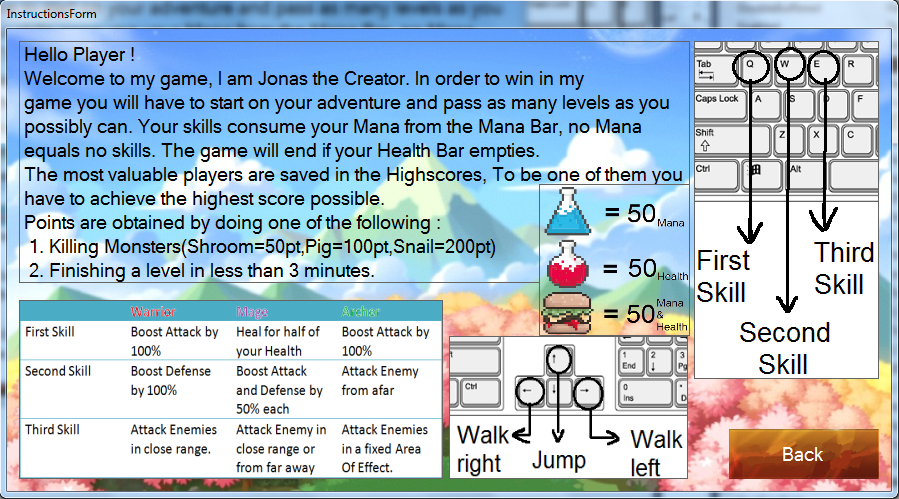 InstructionsForm
Hello Player !
Welcome to my game, I am Jonas the Creator. In order to win in my
game you will have to start on your adventure and pass as many levels as you
possibly can. Your skills consume your Mana from the Mana Bar, no Mana
equals no skills. The game will end if your Health Bar empties.
The most valuable players are saved in the Highscores, To be one of them you
have to achieve the highest score possible.
Points are obtained by doing one of the following :
1. Killing Monsters(Shroom=50pt,Pig=100pt,Snail=200pt)
2. Finishing a level in less than 3 minutes.
= 50 Mana
= 50 Health
= 50 Mana & Health
Tab Q W E R
Caps Lock A S D F
Shift Z X C
Ctrl Alt
First Skill
Second Skill
Third Skill
Warrior Mage Archer
First Skill Boost Attack by 100% Heal for half of your Health Boost Attack by 100%
Second Skill Boost Defense by 100% Boost Attack and Defense by 50% each Attack Enemy from afar
Third Skill Attack Enemies in close range. Attack Enemy in close range or from far away Attack Enemies in a fixed Area Of Effect.
Ctrl
1 End 2 3
0 Ins
Walk right
Jump
Walk left
Back